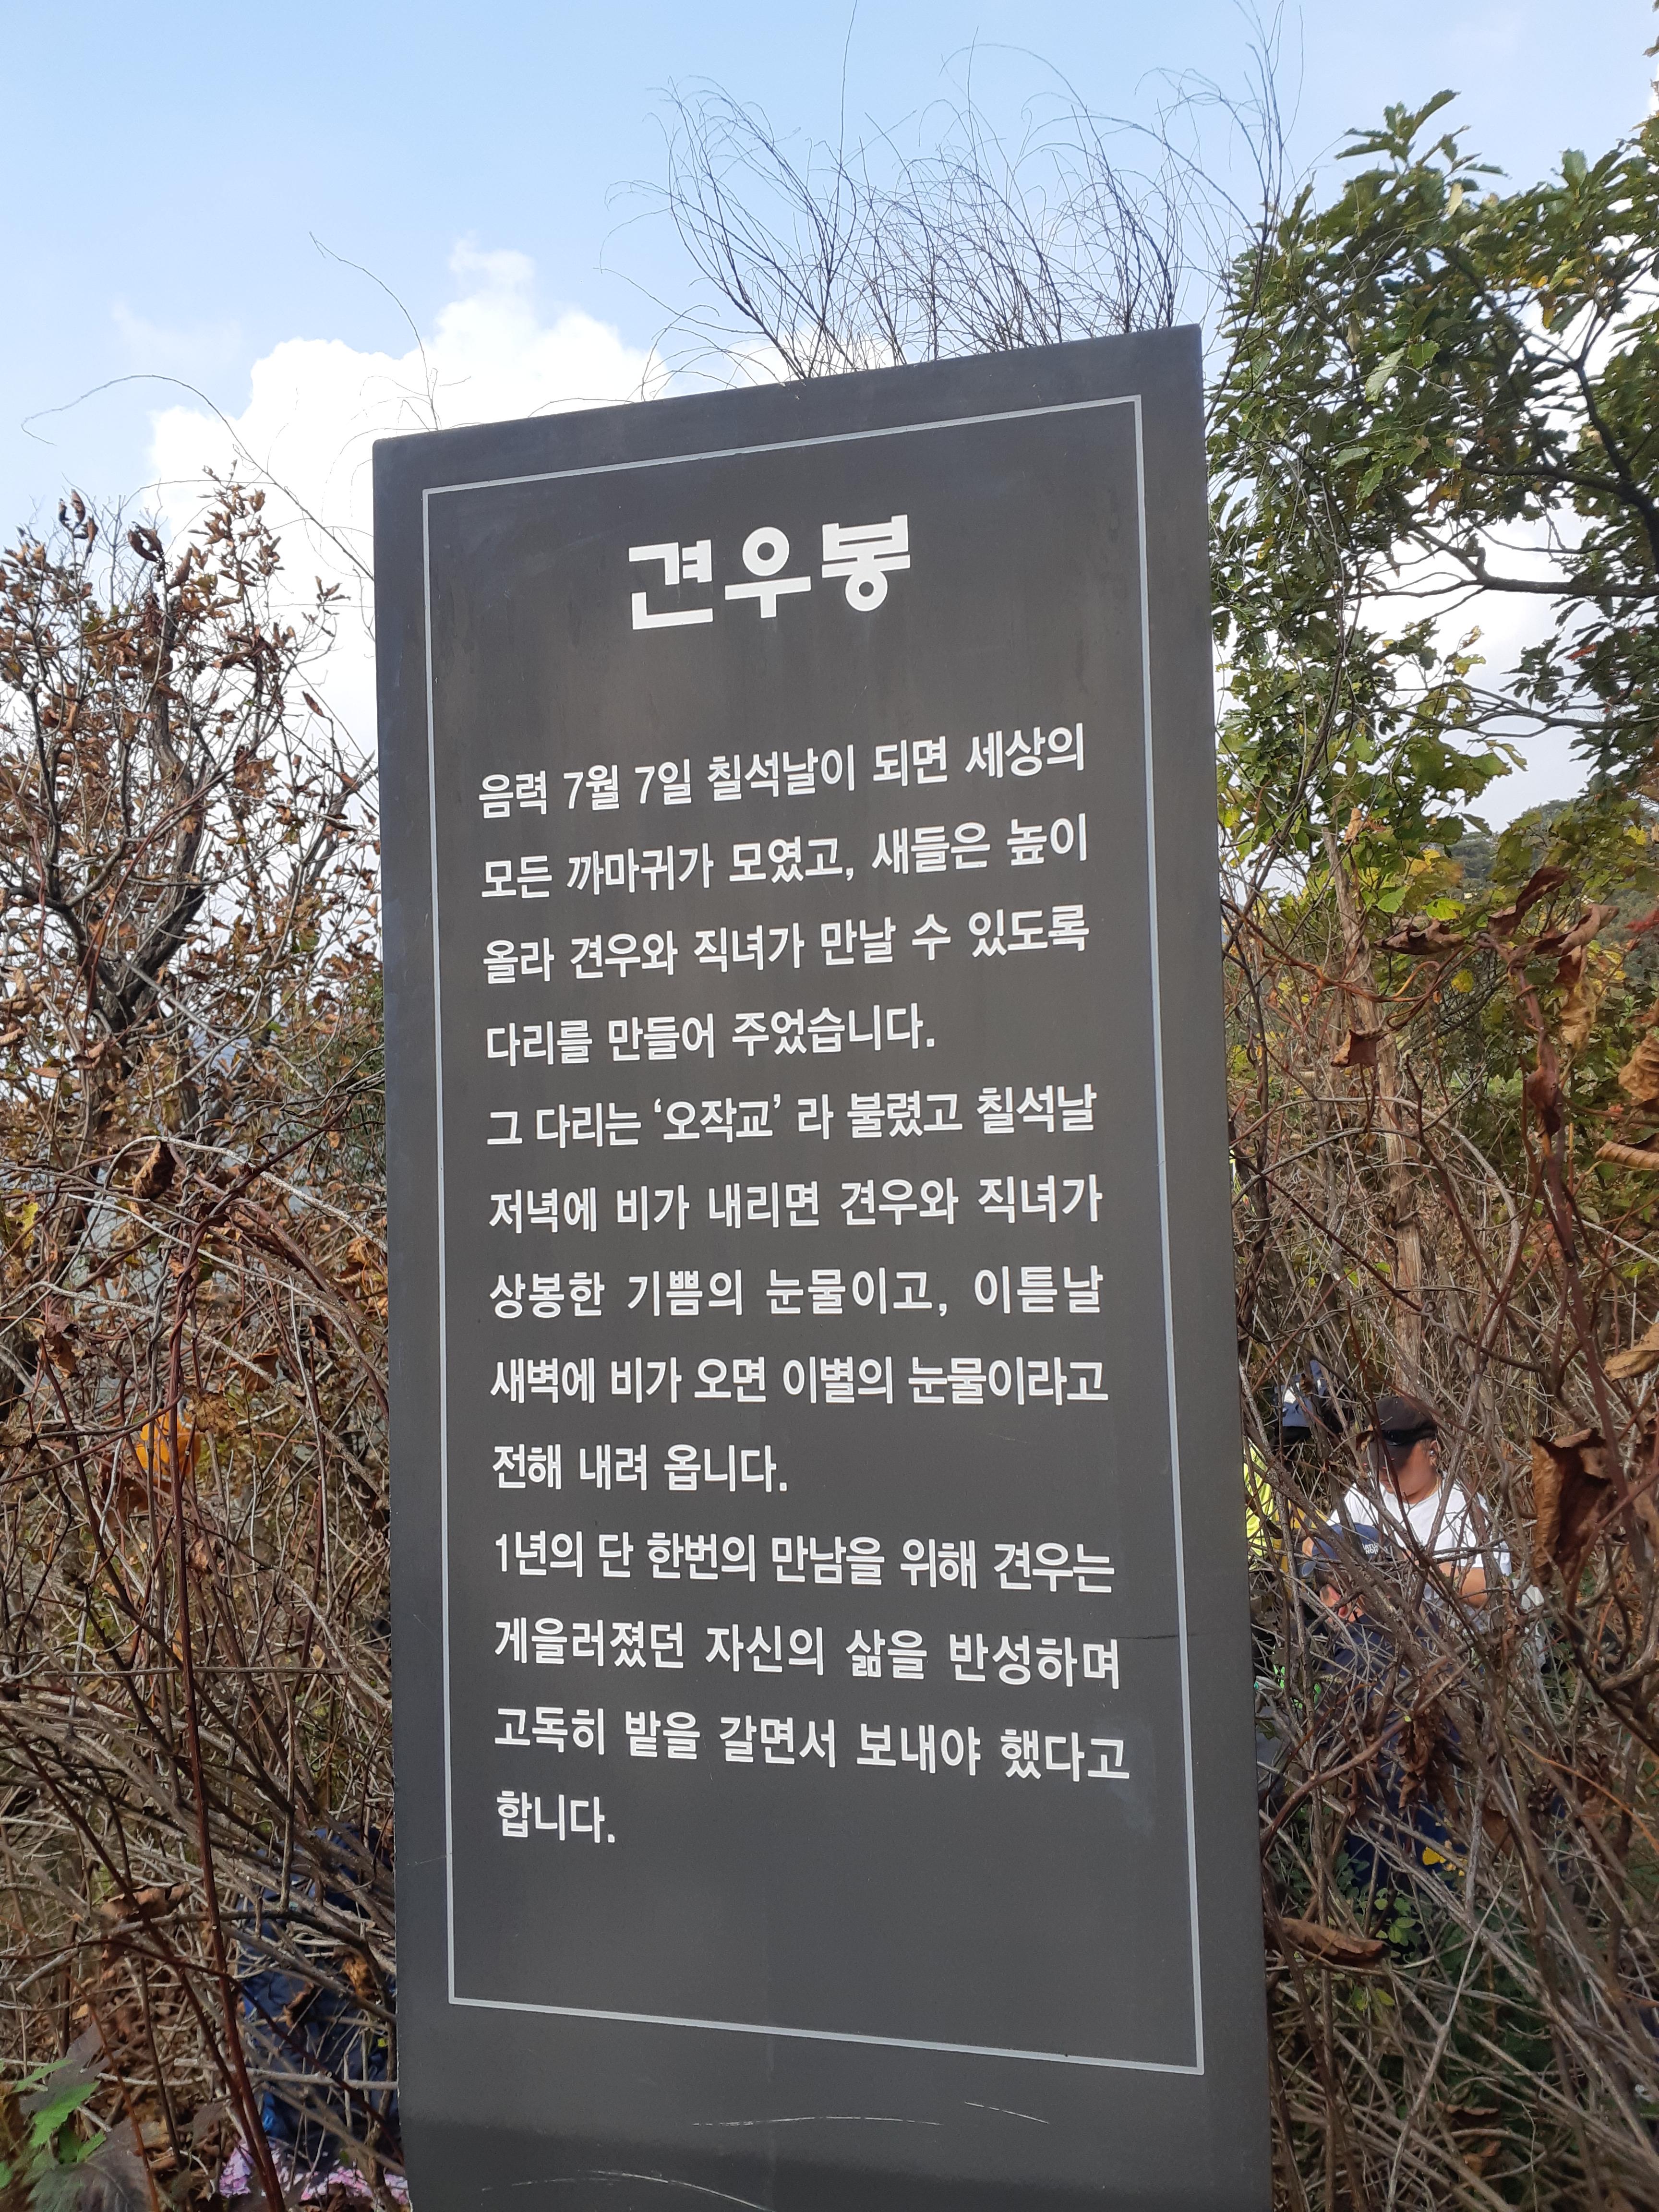 견우봉
음력 7월 7일 칠석날이 되면 세상의
모든 까마귀가 모였고, 새들은 높이
올라 견우와 직녀가 만날 수 있도록
다리를 만들어 주었습니다.
그 다리는 ‘오작교’ 라 불렸고 칠석날
저녁에 비가 내리면 견우와 직녀가
상봉한 기쁨의 눈물이고, 이튿날
새벽에 비가 오면 이별의 눈물이라고
전해 내려 옵니다.
1년의 단 한번의 만남을 위해 견우는
게을러졌던 자신의 삶을 반성하며
고독히 밭을 갈면서 보내야 했다고
합니다.